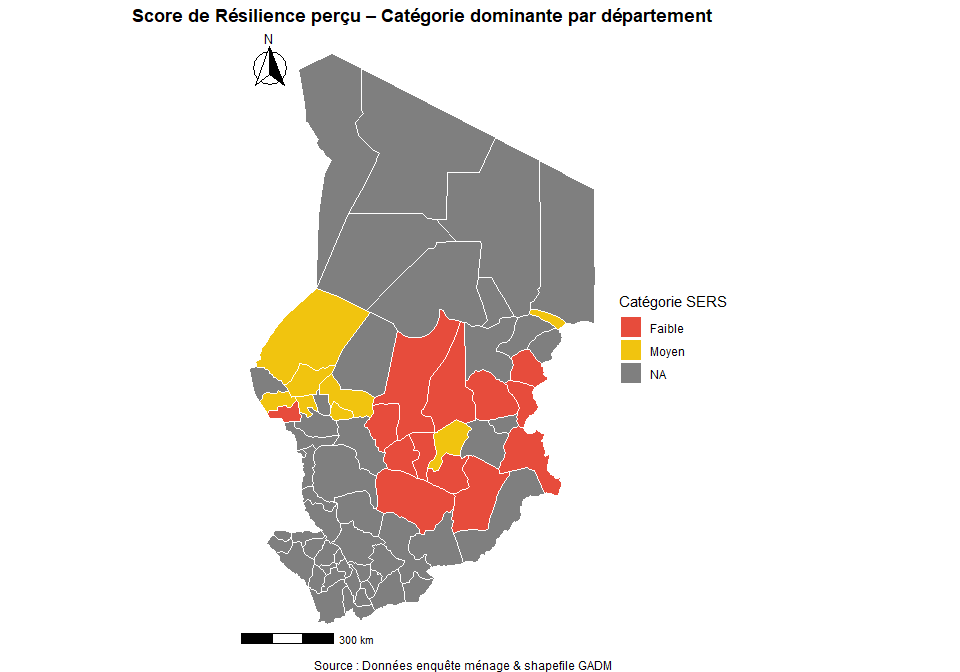 Score de Résilience perçu – Catégorie dominante par département
N
Catégorie SERS
Faible
Moyen
NA
300 km
Source : Données enquête ménage & shapefile GADM